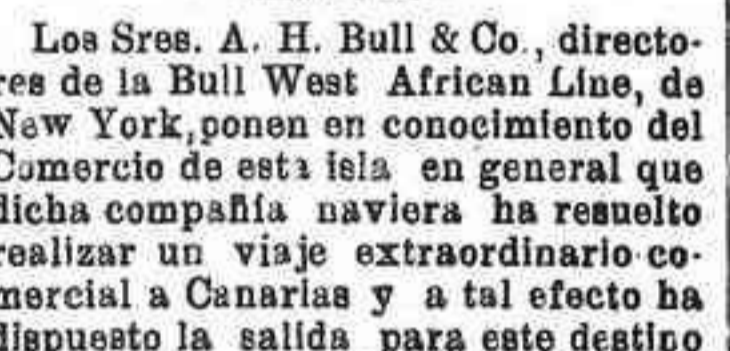 Los Sres. A. H. Bull & Co., directo-
res de la Bull West African Line, de
New York, ponen en conocimiento del
Comercio de esta isla en general que
dicha compañía naviera ha resuelto
realizar un viaje extraordinario co-
mercial a Canarias y a tal efecto ha
dispuesto la salida para este destino